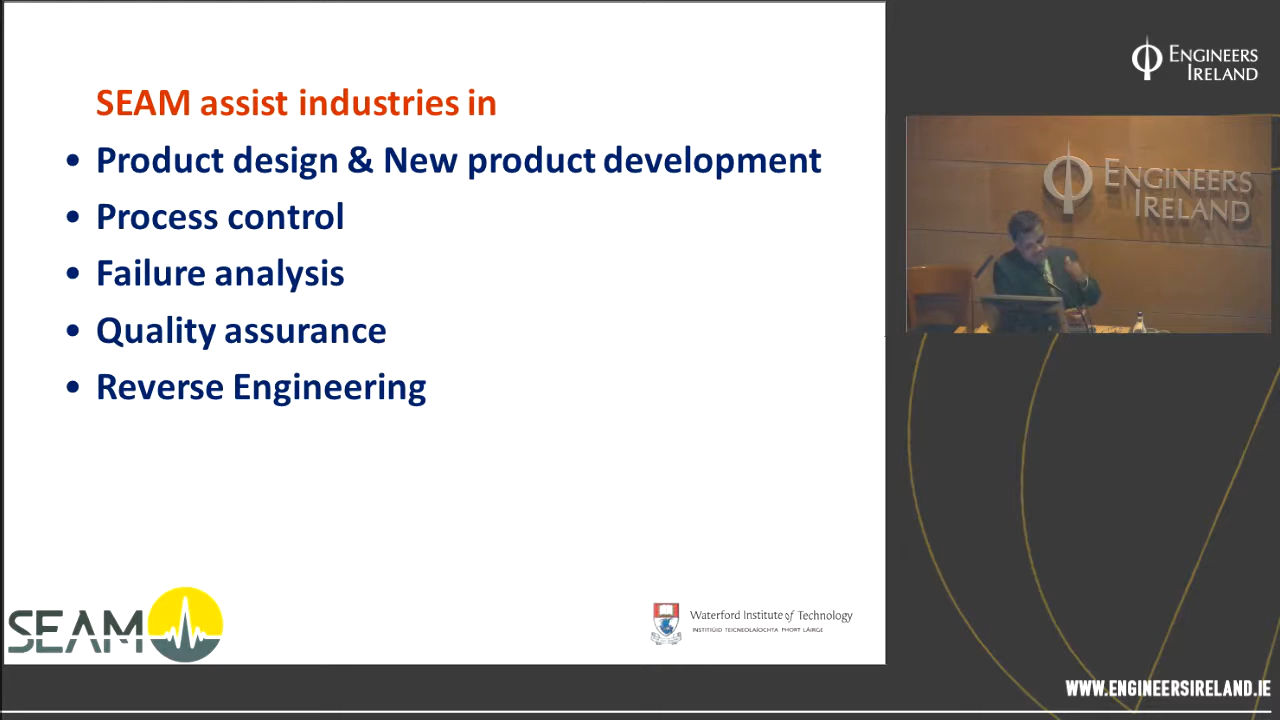 SEAM assist industries in
• Product design & New product development
• Process control
• Failure analysis
• Quality assurance
• Reverse Engineering
SEAM
Waterford Institute of Technology
INSTITIÚID TEICNEOLAÍOCHTA PHORT LÁIRGE
ENGINEERS
IRELAND
ENGINEERS
IRELAND
WWW.ENGINEERSIRELAND.IE